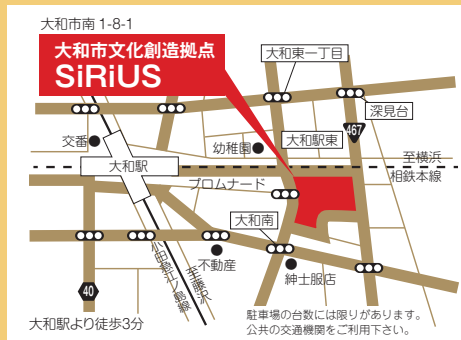 大和市南 1-8-1
大和市文化創造拠点
SiRiUS
大和東一丁目
深見台
467
大和駅東
幼稚園
交番
至横浜
大和駅
相鉄本線
プロムナード
大和南
不動産
紳士服店
小田急江ノ島線
至藤沢
40
大和駅より徒歩3分
駐車場の台数には限りがあります。
公共の交通機関をご利用下さい。